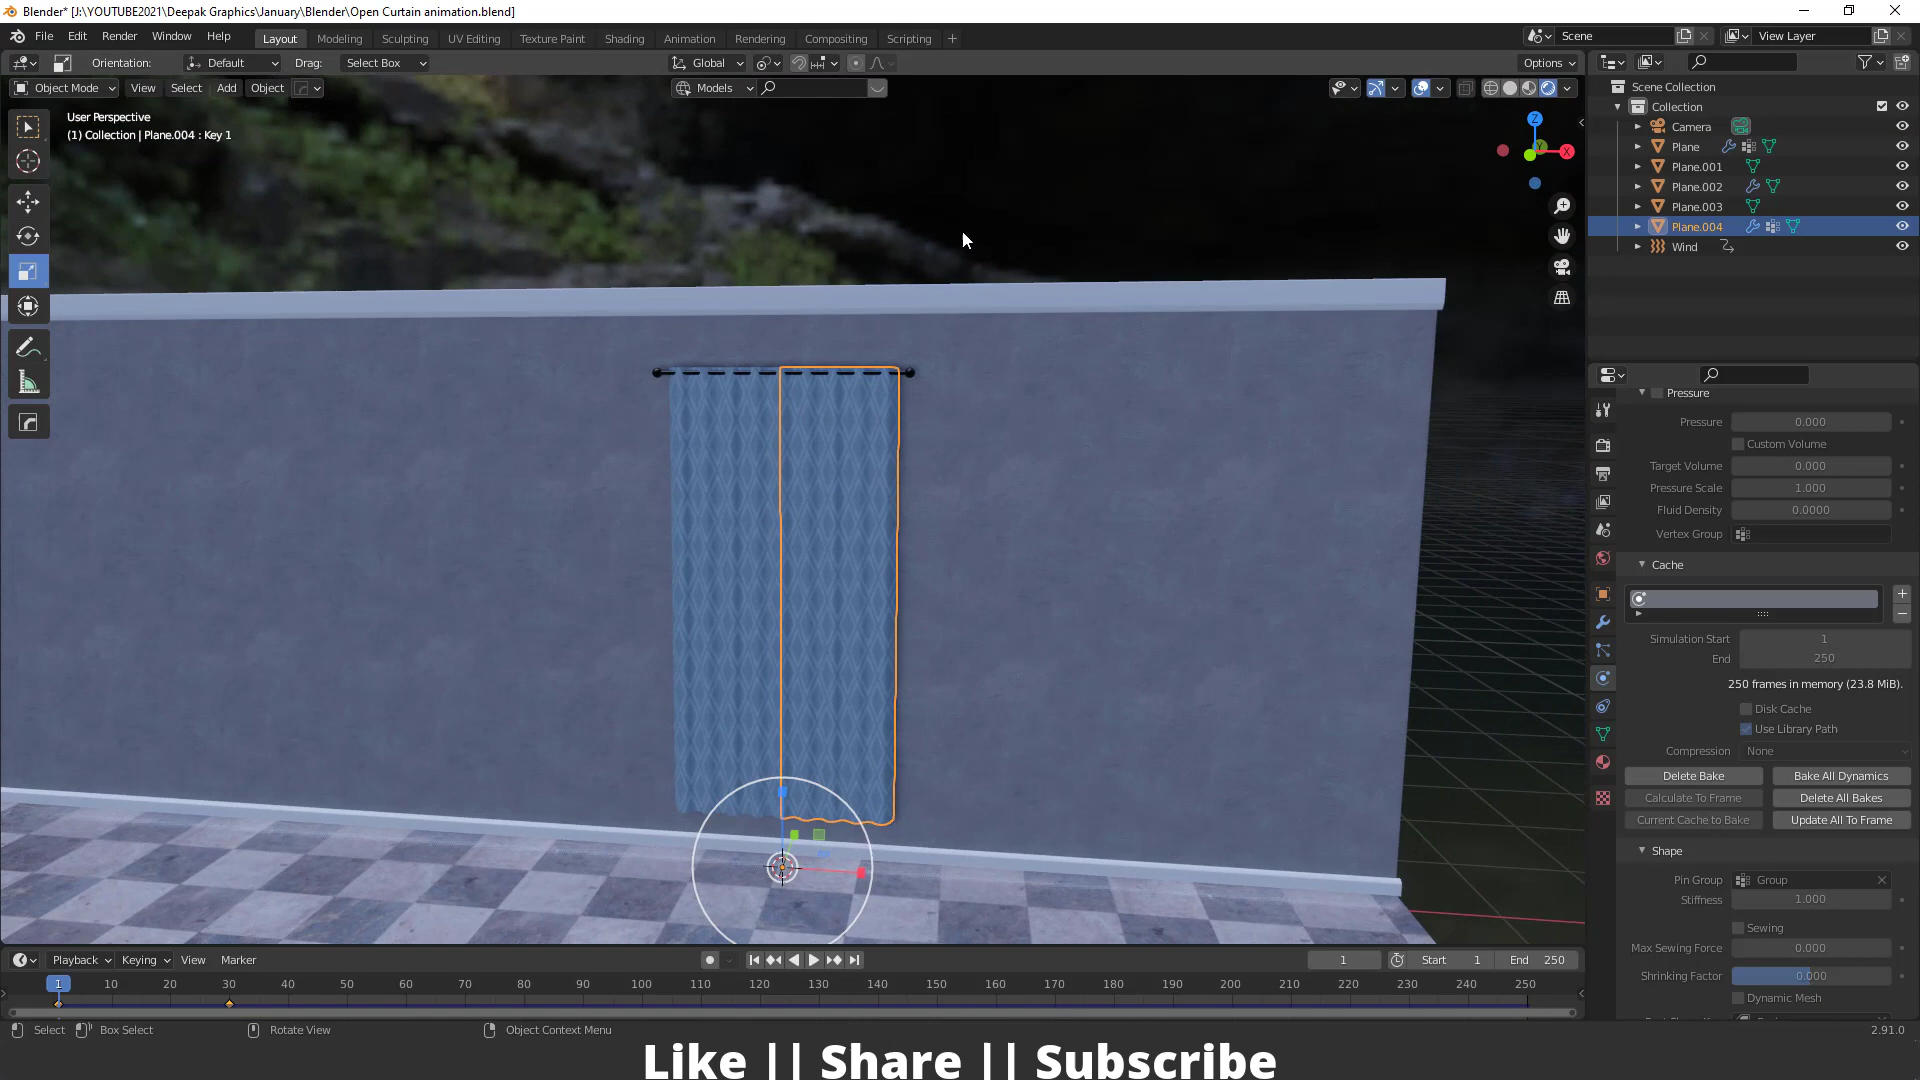 Blender* [J:\YOUTUBE2021\Deepak Graphics\January\Blender\Open Curtain animation.blend]
File Edit Render Window Help Layout Modeling Sculpting UV Editing Texture Paint Shading Animation Rendering Compositing Scripting + Scene View Layer
Orientation: Default Drag: Select Box Global Options
Object Mode View Select Add Object Models
User Perspective
(1) Collection | Plane.004 : Key 1
Z
Y
X
Scene Collection
Collection
Camera
Plane
Plane.001
Plane.002
Plane.003
Plane.004
Wind
Pressure
Pressure 0.000
Custom Volume
Target Volume 0.000
Pressure Scale 1.000
Fluid Density 0.0000
Vertex Group
Cache
Simulation Start 1
End 250
250 frames in memory (23.8 MiB).
Disk Cache
Use Library Path
Compression None
Delete Bake Bake All Dynamics
Calculate To Frame Delete All Bakes
Current Cache to Bake Update All To Frame
Shape
Pin Group Group
Stiffness 1.000
Sewing
Max Sewing Force 0.000
Shrinking Factor 0.000
Dynamic Mesh
Playback Keying View Marker 1 Start 1 End 250
1 10 20 30 40 50 60 70 80 90 100 110 120 130 140 150 160 170 180 190 200 210 220 230 240 250
Select Box Select Rotate View Object Context Menu 2.91.0
Like || Share || Subscribe